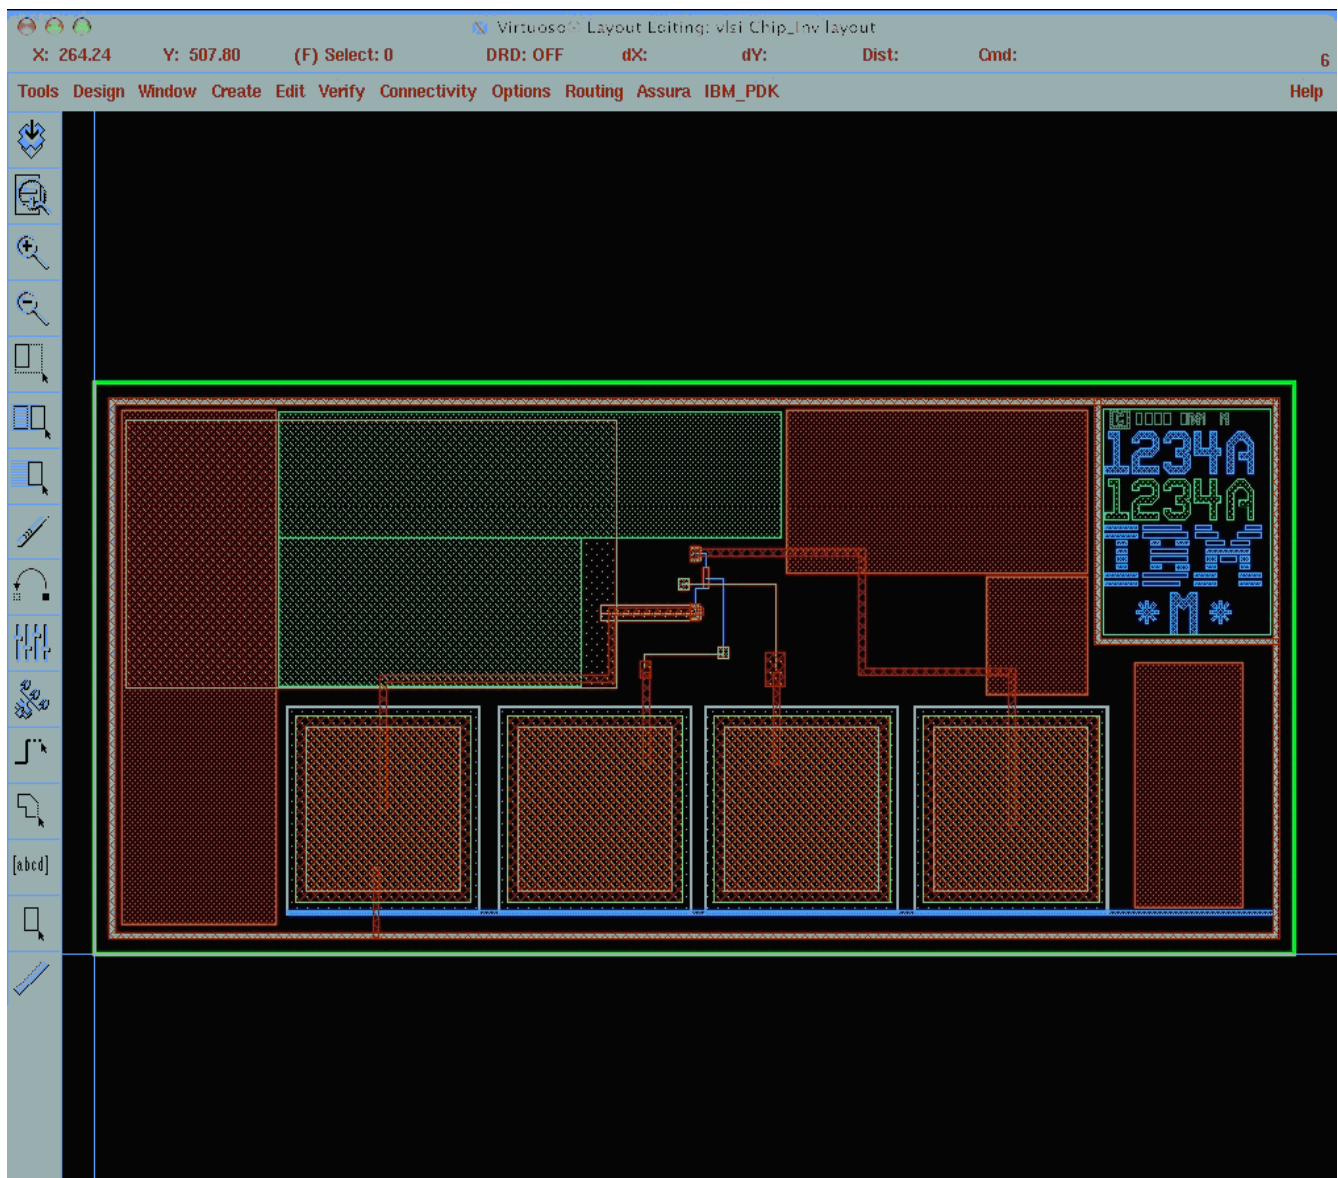 Virtuoso® Layout Editing: vlsi Chip_Inv layout
X: 264.24 Y: 507.80 (F) Select: 0 DRD: OFF dX: dY: Dist: Cmd: 6
Tools Design Window Create Edit Verify Connectivity Options Routing Assura IBM_PDK Help
1234A
1234A
IBM
*M*
[abcd]